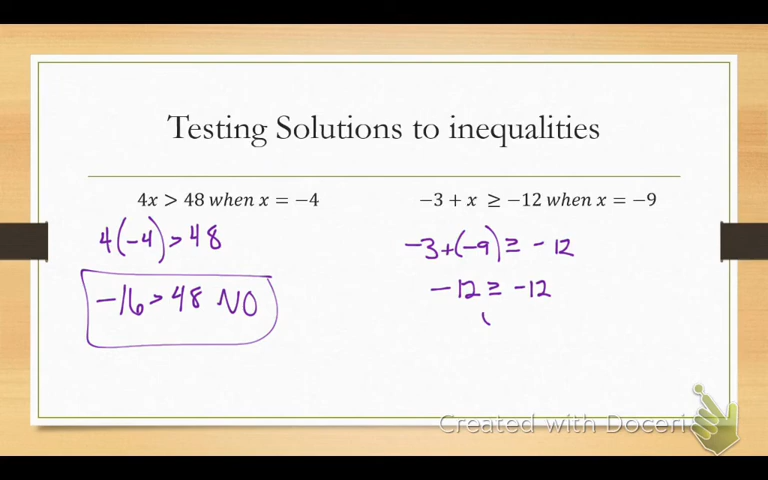 Testing Solutions to inequalities
4x > 48 when x = −4
4(-4) > 48
-16 > 48 NO
−3 + x ≥ −12 when x = −9
-3+(-9) ≥ -12
-12 ≥ -12
Created with Doceri